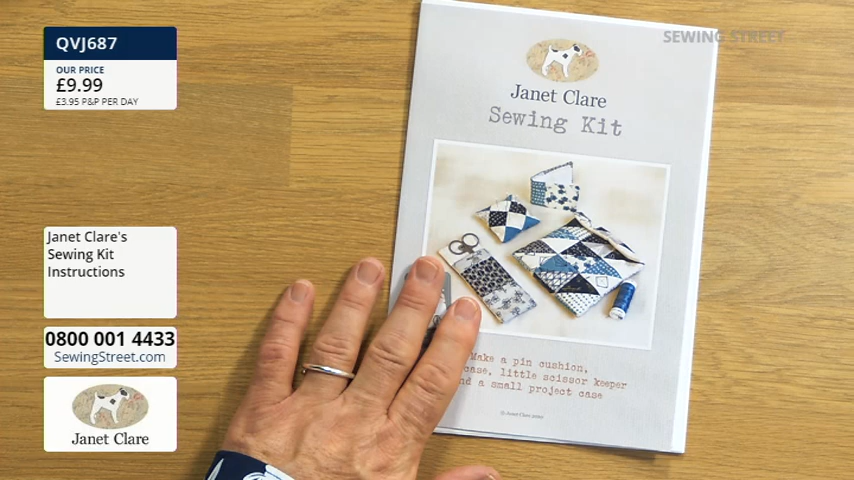 QVJ687
OUR PRICE
£9.99
£3.95 P&P PER DAY
Janet Clare's
Sewing Kit
Instructions
0800 001 4433
SewingStreet.com
Janet Clare
SEWING STREET
Janet Clare
Sewing Kit
Make a pin cushion,
case, little scissor keeper
and a small project case